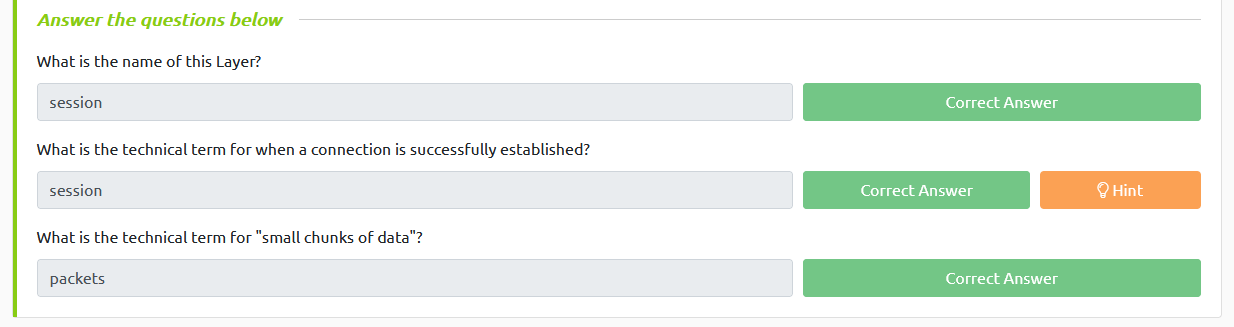 Answer the questions below
What is the name of this Layer?
session
Correct Answer
What is the technical term for when a connection is successfully established?
session
Correct Answer
Hint
What is the technical term for "small chunks of data"?
packets
Correct Answer